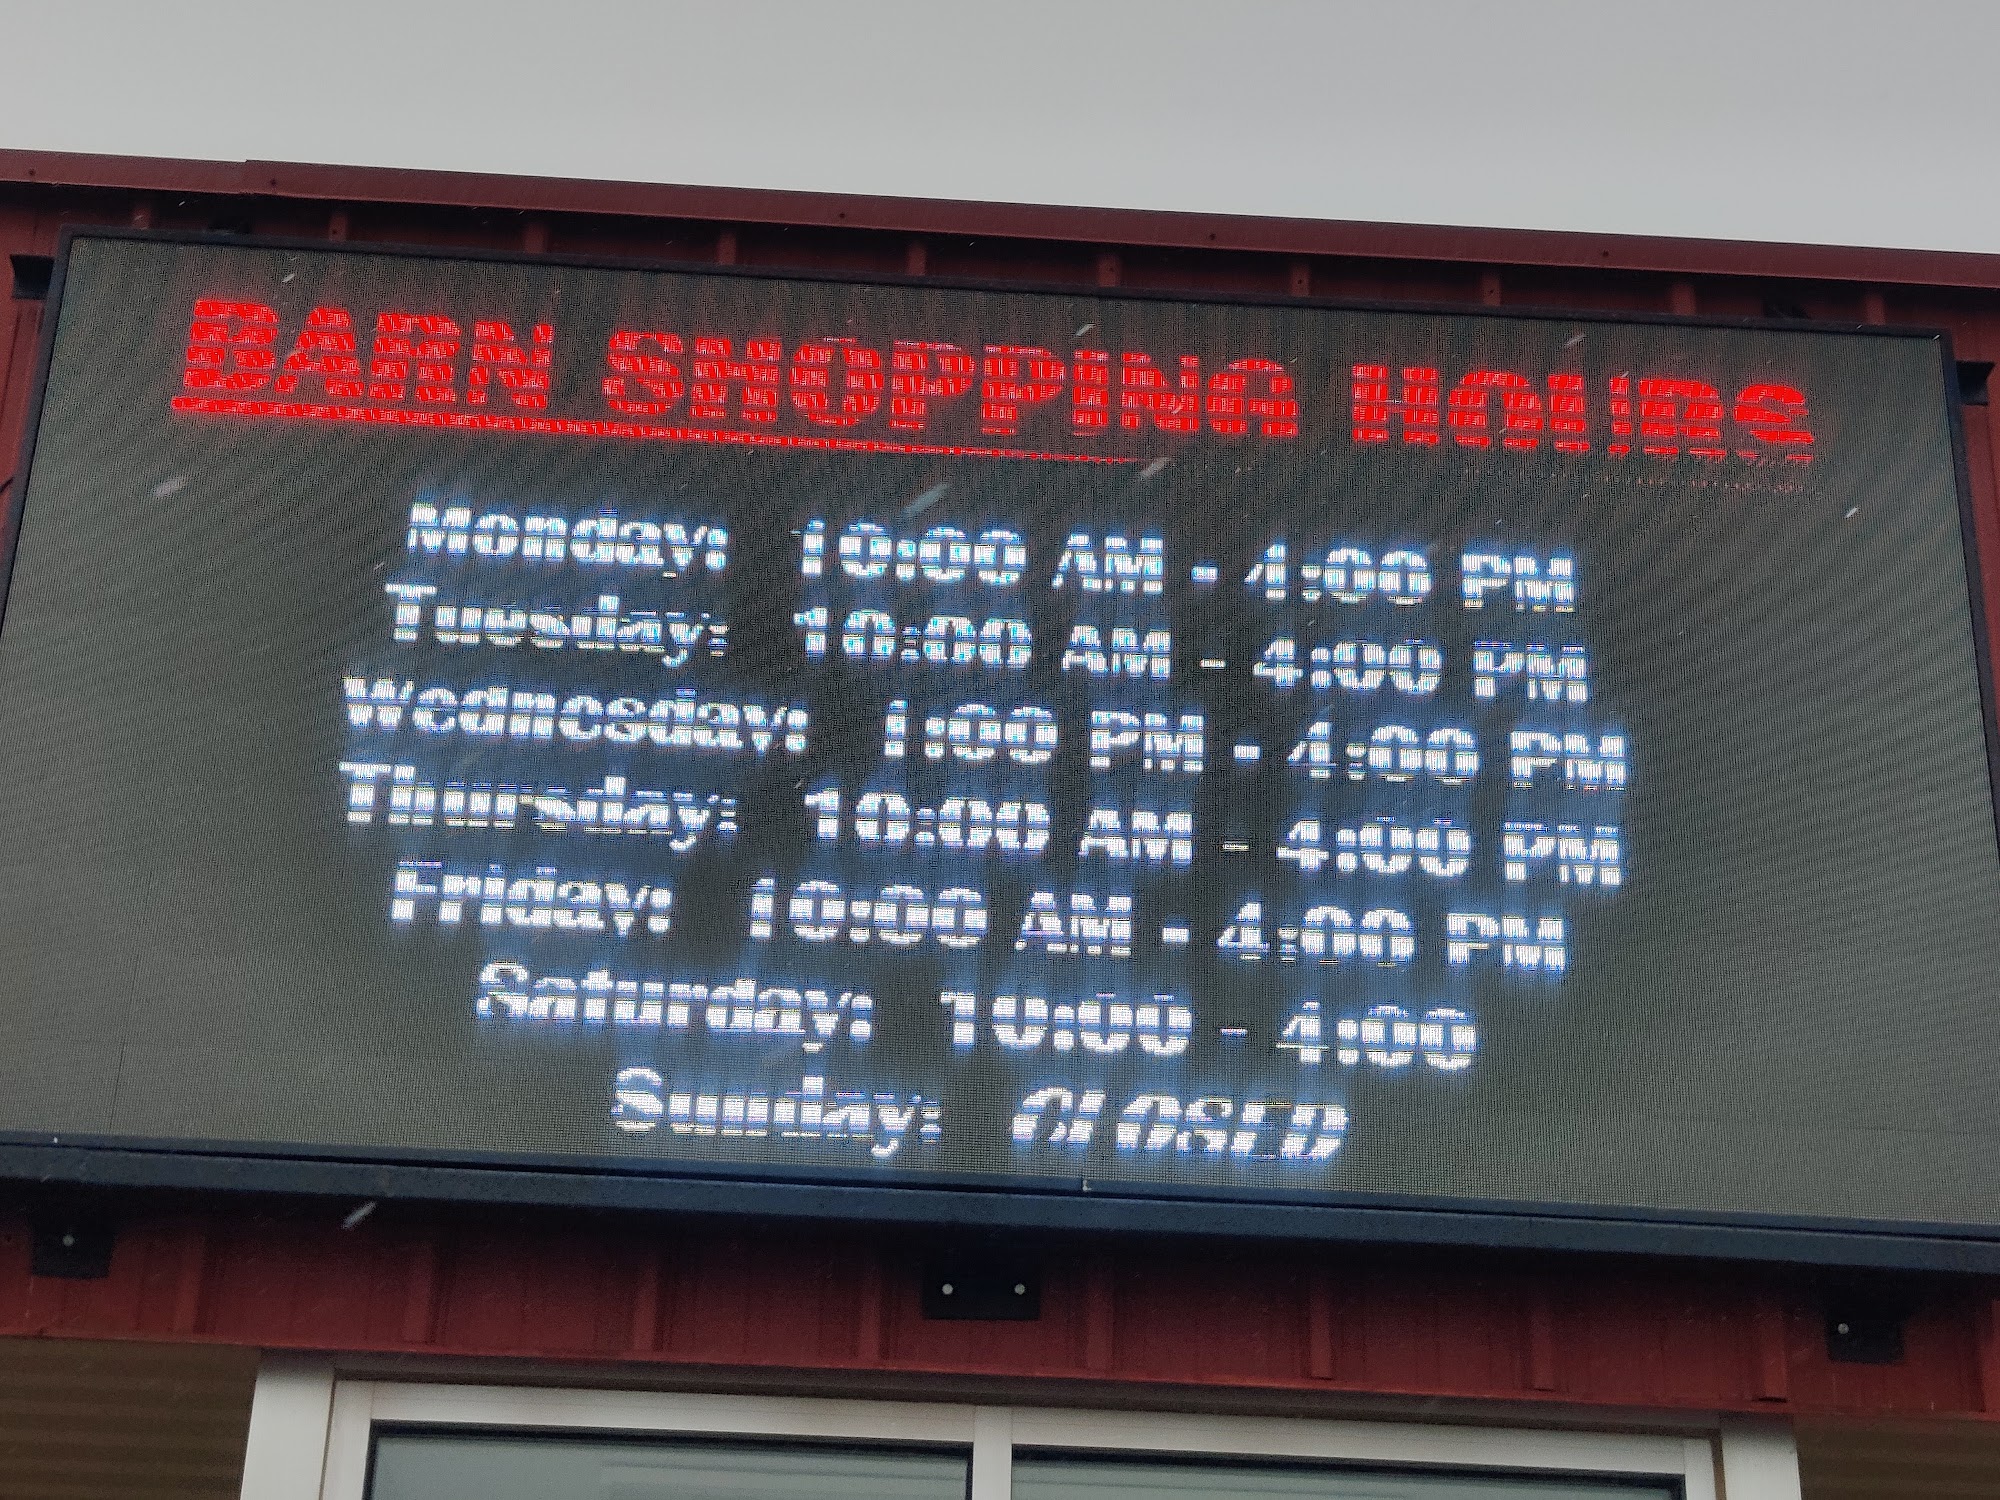 BARN SHOPPING HOURS
Monday: 10:00 AM - 4:00 PM
Tuesday: 10:00 AM - 4:00 PM
Wednesday: 1:00 PM - 4:00 PM
Thursday: 10:00 AM - 4:00 PM
Friday: 10:00 AM - 4:00 PM
Saturday: 10:00 - 4:00
Sunday: CLOSED